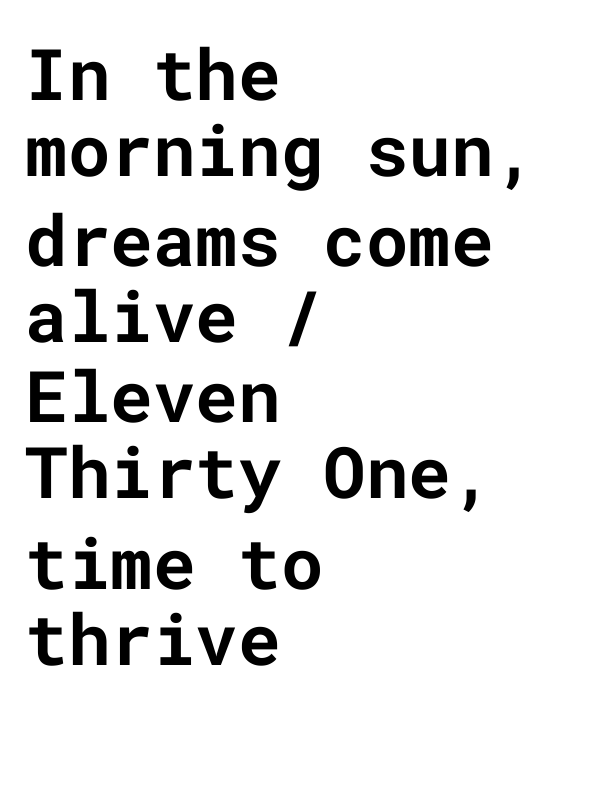 In the
morning sun,
dreams come
alive /
Eleven
Thirty One,
time to
thrive